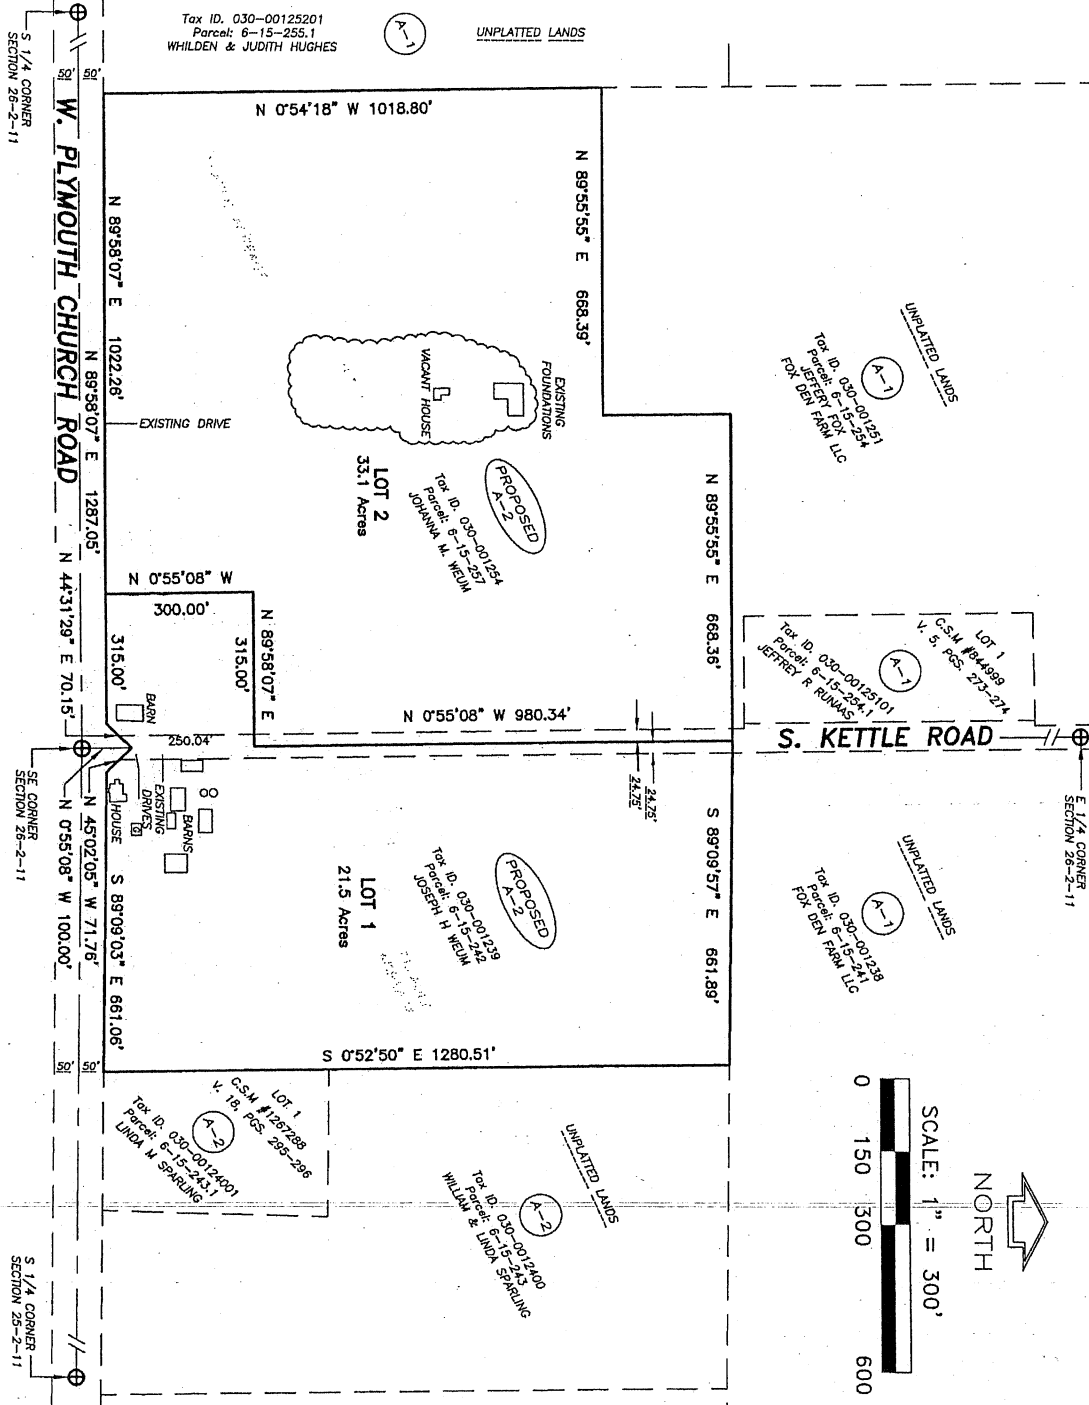 Tax ID. 030-00125201
Parcel: 6-15-255.1
WHILDEN & JUDITH HUGHES
A-1
UNPLATTED LANDS
S 1/4 CORNER
SECTION 26-2-11
50' 50'
W. PLYMOUTH CHURCH ROAD
N 0°54'18" W 1018.80'
N 89°55'55" E 668.39'
N 89°58'07" E 1022.26'
N 89°58'07" E 1287.05'
EXISTING DRIVE
VACANT HOUSE
EXISTING
FOUNDATIONS
UNPLATTED LANDS
A-1
Tax ID. 030-001251
Parcel: 6-15-254
JEFFERY FOX
FOX DEN FARM LLC
PROPOSED
A-2
LOT 2
33.1 Acres
Tax ID. 030-001254
Parcel: 6-15-257
JOHANNA M. WEUM
N 89°55'55" E 668.36'
N 0°55'08" W
300.00'
N 89°58'07" E
315.00'
315.00'
N 44°31'29" E 70.15'
BARN
250.04'
N 0°55'08" W 980.34'
LOT 1
C.S.M #844999
V. 5, PGS. 273-274
A-1
Tax ID. 030-00125101
Parcel: 6-15-254.1
JEFFREY R RUNAAS
S. KETTLE ROAD
E 1/4 CORNER
SECTION 26-2-11
24.75'
24.75'
SE CORNER
SECTION 26-2-11
N 0°55'08" W 100.00'
N 45°02'05" W 71.76'
HOUSE
EXISTING
DRIVES
BARNS
S 89°09'03" E 661.06'
S 89°09'57" E 661.89'
PROPOSED
A-2
LOT 1
21.5 Acres
Tax ID. 030-001239
Parcel: 6-15-242
JOSEPH H WEUM
UNPLATTED LANDS
A-1
Tax ID. 030-001238
Parcel: 6-15-241
FOX DEN FARM LLC
S 0°52'50" E 1280.51'
50' 50'
LOT 1
C.S.M #1267288
V. 18, PGS. 295-296
A-2
Tax ID. 030-00124001
Parcel: 6-15-243.1
LINDA M SPARLING
UNPLATTED LANDS
A-2
Tax ID. 030-0012400
Parcel: 6-15-243
WILLIAM & LINDA SPARLING
S 1/4 CORNER
SECTION 25-2-11
NORTH
SCALE: 1" = 300'
0 150 300 600